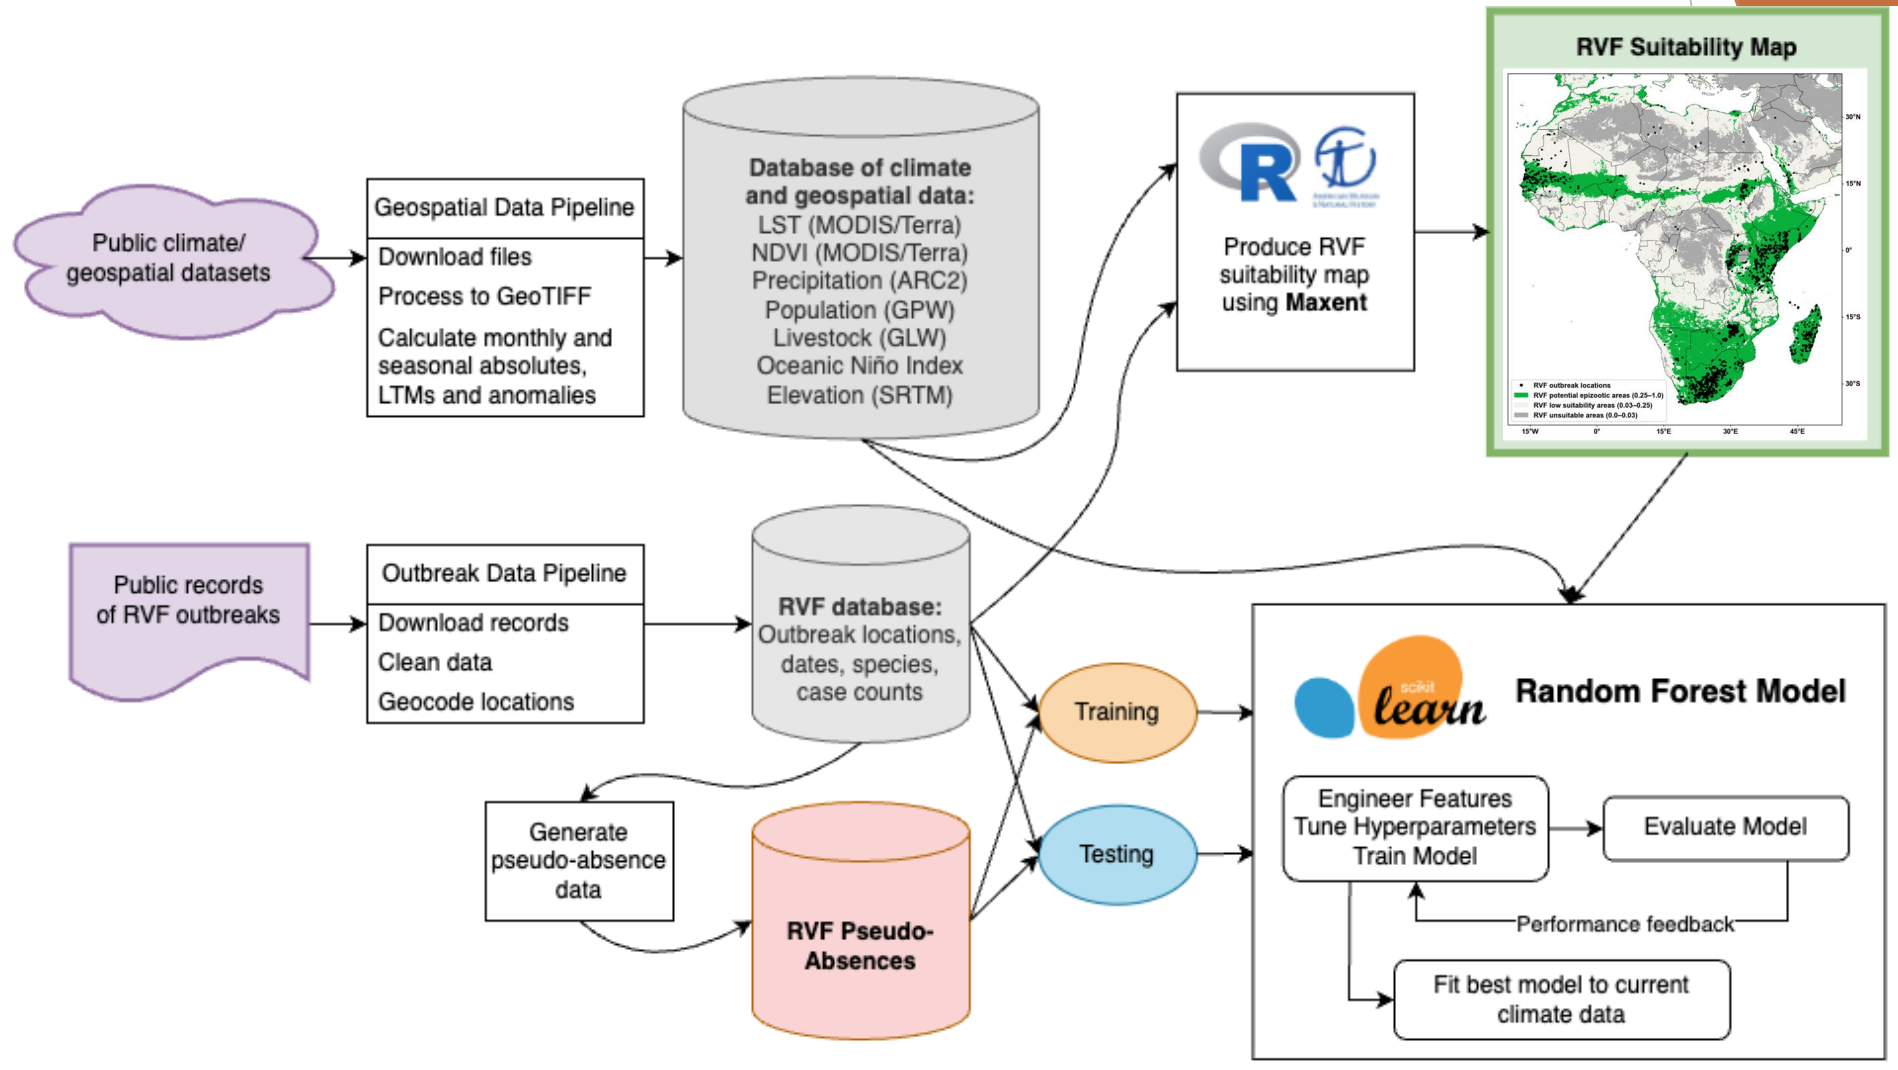 Public climate/
geospatial datasets
Geospatial Data Pipeline
Download files
Process to GeoTIFF
Calculate monthly and
seasonal absolutes,
LTMs and anomalies
Database of climate
and geospatial data:
LST (MODIS/Terra)
NDVI (MODIS/Terra)
Precipitation (ARC2)
Population (GPW)
Livestock (GLW)
Oceanic Niño Index
Elevation (SRTM)
R
Produce RVF
suitability map
using Maxent
RVF Suitability Map
30°N
15°N
0°
15°S
30°S
RVF outbreak locations
RVF potential epizootic areas (0.25–1.0)
RVF low suitability areas (0.03–0.25)
RVF unsuitable areas (0.0–0.03)
15°W 0° 15°E 30°E 45°E
Public records
of RVF outbreaks
Outbreak Data Pipeline
Download records
Clean data
Geocode locations
RVF database:
Outbreak locations,
dates, species,
case counts
Generate
pseudo-absence
data
RVF Pseudo-
Absences
Training
Testing
scikit
learn
Random Forest Model
Engineer Features
Tune Hyperparameters
Train Model
Evaluate Model
Performance feedback
Fit best model to current
climate data